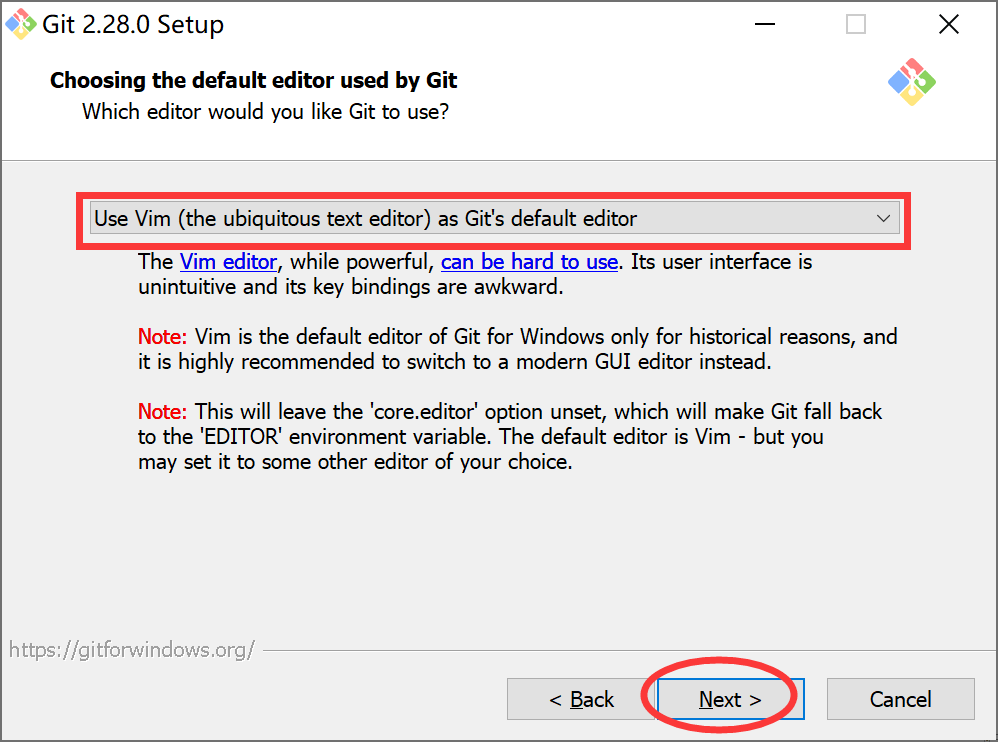 Git 2.28.0 Setup
Choosing the default editor used by Git
Which editor would you like Git to use?
Use Vim (the ubiquitous text editor) as Git's default editor
The Vim editor, while powerful, can be hard to use. Its user interface is
unintuitive and its key bindings are awkward.
Note: Vim is the default editor of Git for Windows only for historical reasons, and
it is highly recommended to switch to a modern GUI editor instead.
Note: This will leave the 'core.editor' option unset, which will make Git fall back
to the 'EDITOR' environment variable. The default editor is Vim - but you
may set it to some other editor of your choice.
https://gitforwindows.org/
< Back
Next >
Cancel